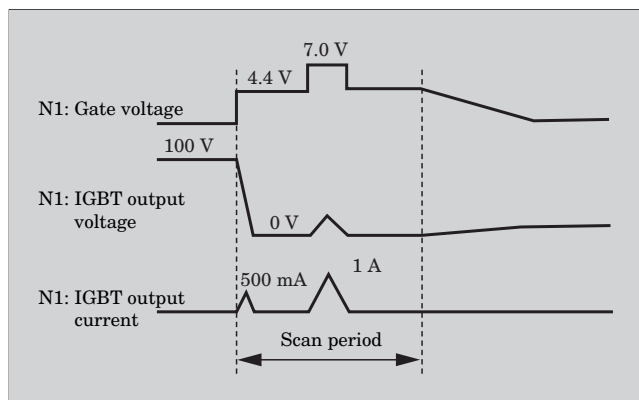 7.0 V
4.4 V
N1: Gate voltage
100 V
N1: IGBT output
voltage
0 V
1 A
500 mA
N1: IGBT output
current
Scan period